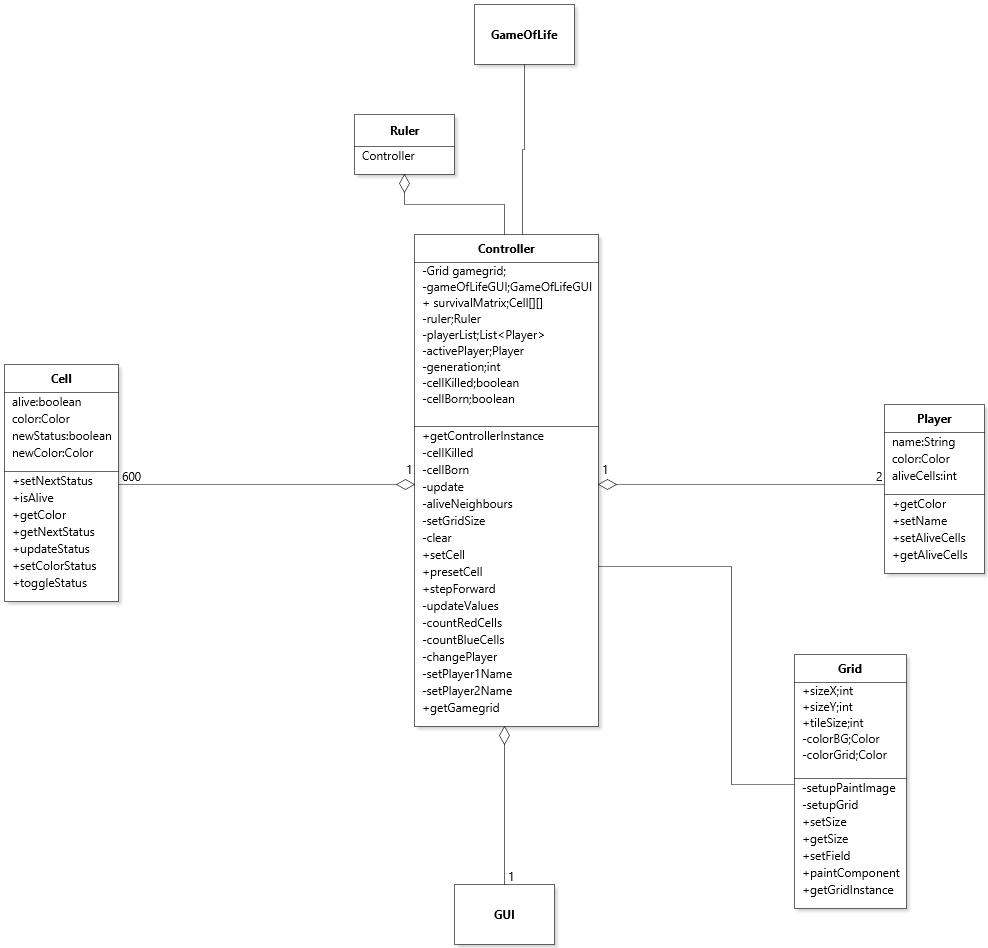 GameOfLife
Ruler
Controller
Controller
-Grid gamegrid;
-gameOfLifeGUI;GameOfLifeGUI
+ survivalMatrix;Cell[][]
-ruler;Ruler
-playerList;List<Player>
-activePlayer;Player
-generation;int
-cellKilled;boolean
-cellBorn;boolean
+getControllerInstance
-cellKilled
-cellBorn
-update
-aliveNeighbours
-setGridSize
-clear
+setCell
+presetCell
+stepForward
-updateValues
-countRedCells
-countBlueCells
-changePlayer
-setPlayer1Name
-setPlayer2Name
+getGamegrid
Cell
alive:boolean
color:Color
newStatus:boolean
newColor:Color
+setNextStatus
+isAlive
+getColor
+getNextStatus
+updateStatus
+setColorStatus
+toggleStatus
600
1
1
2
Player
name:String
color:Color
aliveCells:int
+getColor
+setName
+setAliveCells
+getAliveCells
Grid
+sizeX;int
+sizeY;int
+tileSize;int
-colorBG;Color
-colorGrid;Color
-setupPaintImage
-setupGrid
+setSize
+getSize
+setField
+paintComponent
+getGridInstance
1
GUI